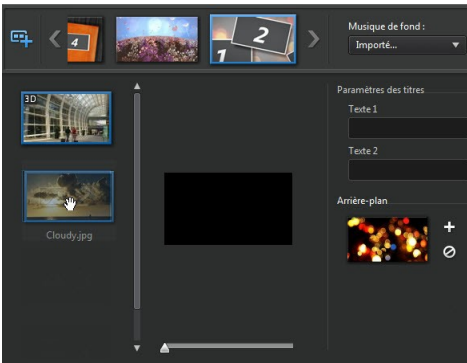 4
1
2
Musique de fond :
Importé...
Paramètres des titres
3D
Texte 1
Texte 2
Arrière-plan
Cloudy.jpg